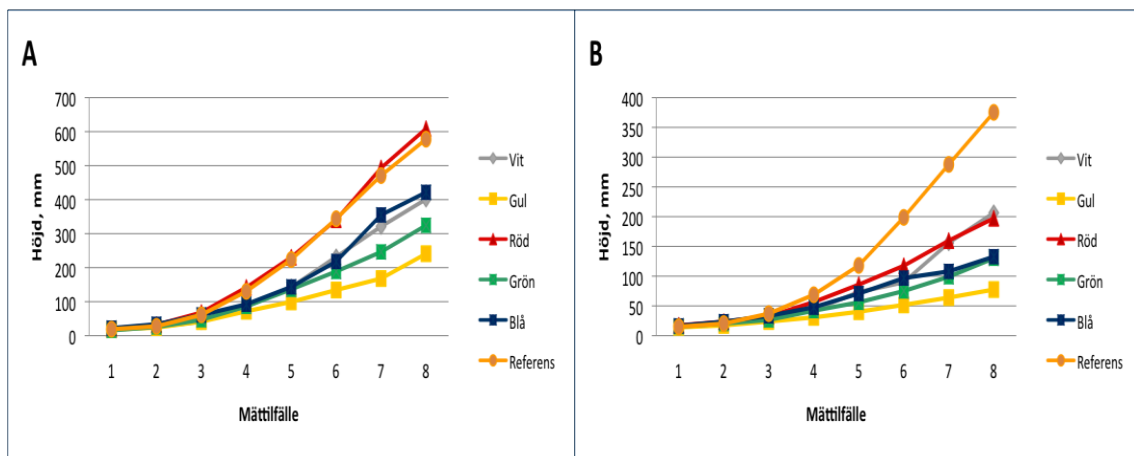 A
Höjd, mm
700
600
500
400
300
200
100
0
1 2 3 4 5 6 7 8
Mättilfälle
Vit
Gul
Röd
Grön
Blå
Referens
B
Höjd, mm
400
350
300
250
200
150
100
50
0
1 2 3 4 5 6 7 8
Mättilfälle
Vit
Gul
Röd
Grön
Blå
Referens